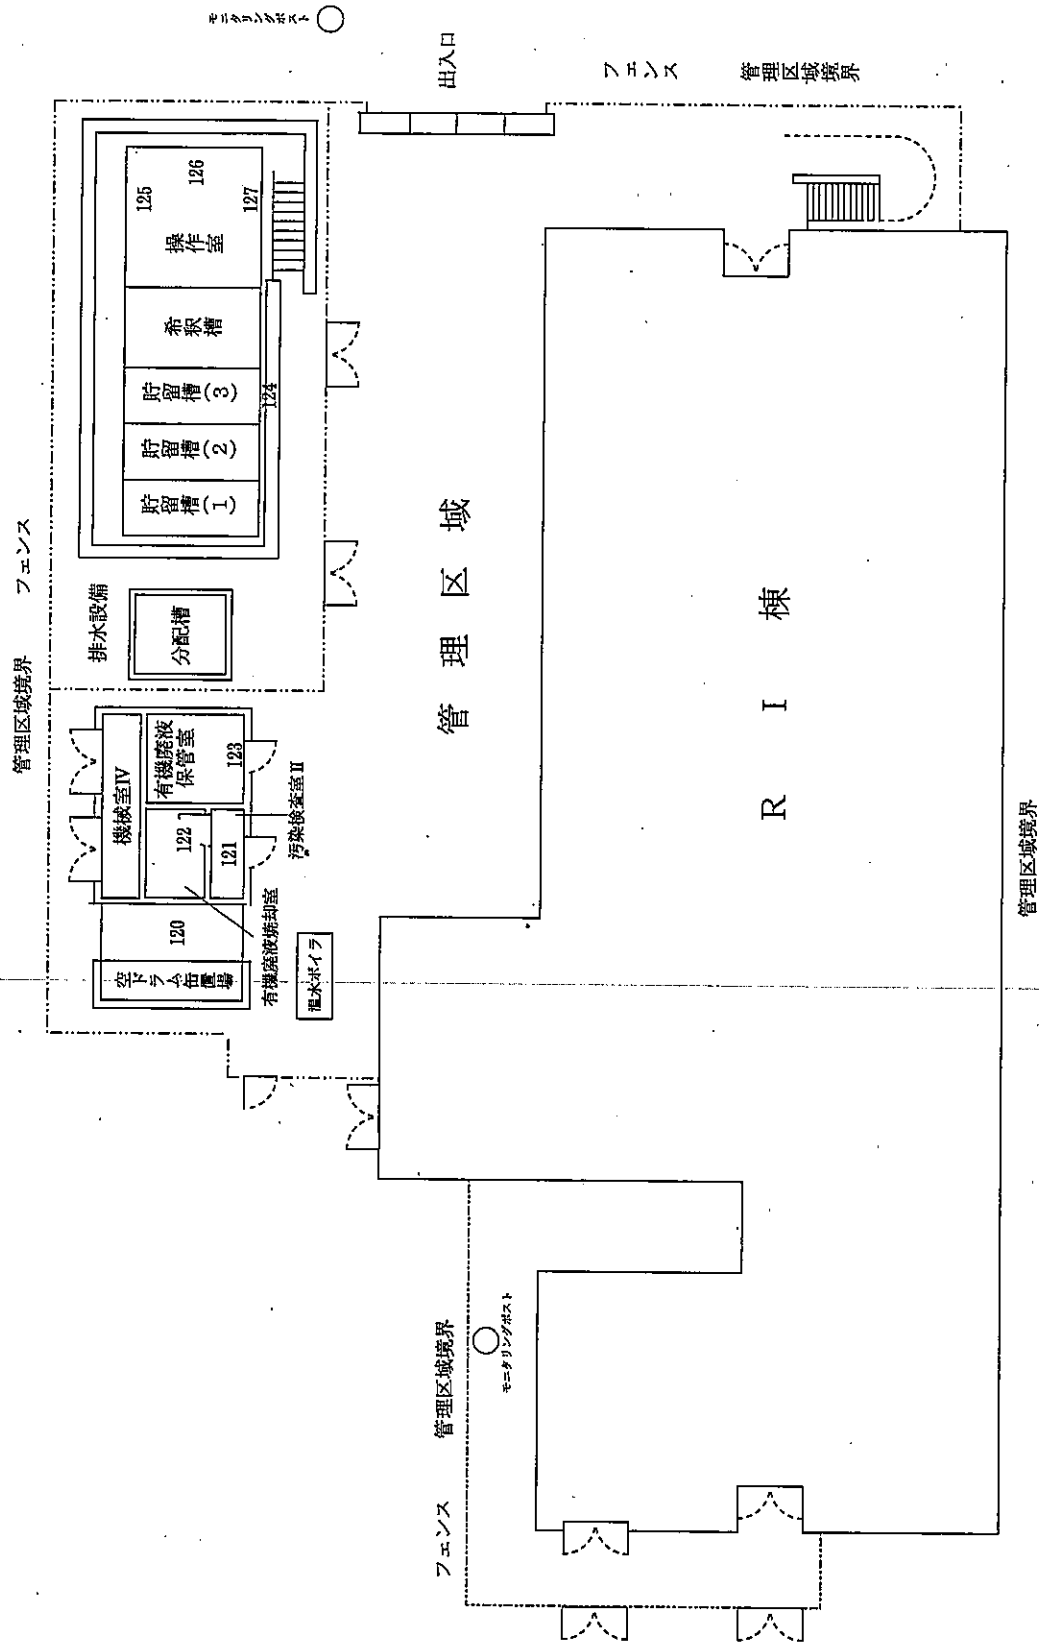 モニタリングポスト
出入口
フェンス
管理区域境界
管理区域境界
フェンス
125
126
127
操作室
希釈槽
貯留槽(3)
124
貯留槽(2)
貯留槽(1)
排水設備
分配槽
管理区域
RI棟
機械室Ⅳ
有機廃液
保管室
123
122
121
汚染検査室Ⅱ
有機廃液焼却室
120
空ドラム缶置場
温水ボイラ
管理区域境界
モニタリングポスト
管理区域境界
フェンス